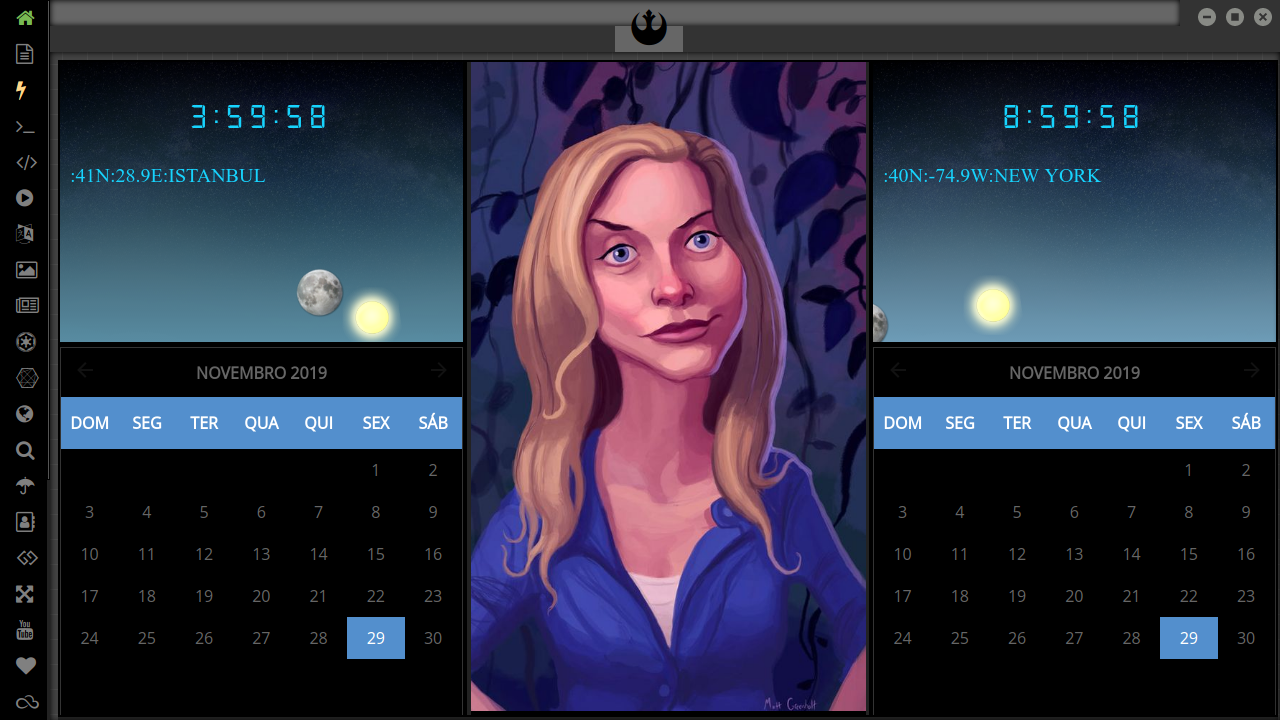 3:59:58
:41N:28.9E:ISTANBUL
NOVEMBRO 2019
DOM SEG TER QUA QUI SEX SÁB
1 2
3 4 5 6 7 8 9
10 11 12 13 14 15 16
17 18 19 20 21 22 23
24 25 26 27 28 29 30
8:59:58
:40N:-74.9W:NEW YORK
NOVEMBRO 2019
DOM SEG TER QUA QUI SEX SÁB
1 2
3 4 5 6 7 8 9
10 11 12 13 14 15 16
17 18 19 20 21 22 23
24 25 26 27 28 29 30
You
Tube
Matt